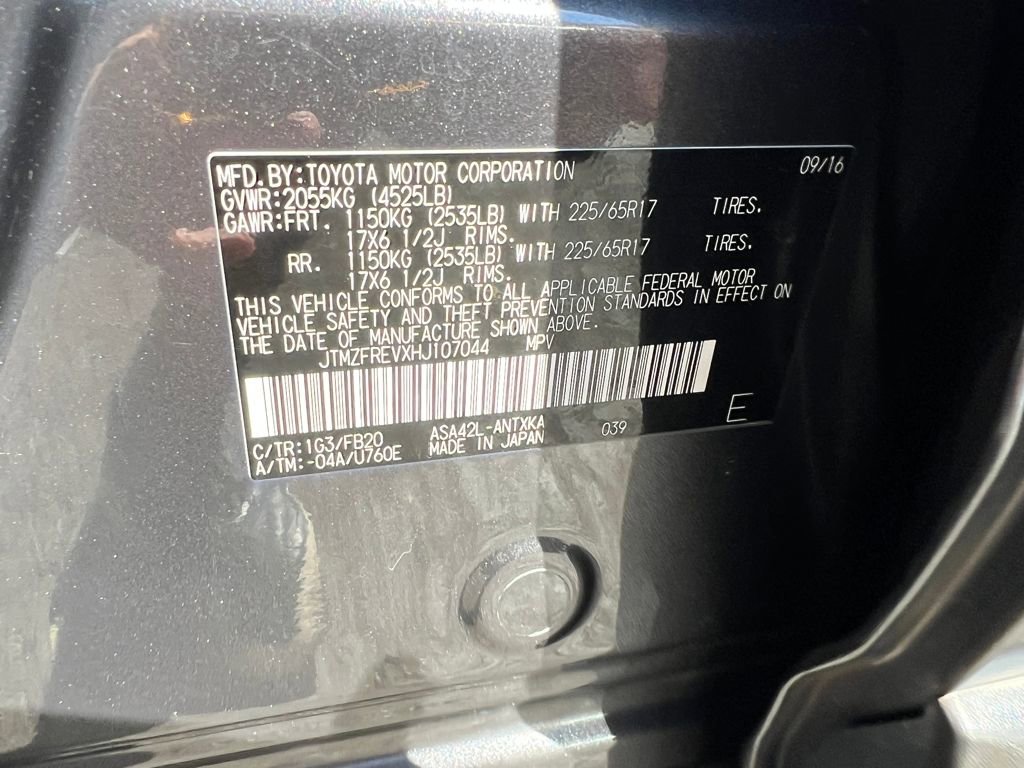 MFD.BY:TOYOTA MOTOR CORPORATION 09/16
GVWR:2055KG (4525LB)
GAWR:FRT. 1150KG (2535LB) WITH 225/65R17 TIRES.
17X6 1/2J RIMS.
RR. 1150KG (2535LB) WITH 225/65R17 TIRES.
17X6 1/2J RIMS.
THIS VEHICLE CONFORMS TO ALL APPLICABLE FEDERAL MOTOR
VEHICLE SAFETY AND THEFT PREVENTION STANDARDS IN EFFECT ON
THE DATE OF MANUFACTURE SHOWN ABOVE.
JTMZFREVXHJ107044 MPV
E
C/TR:1G3/FB20 ASA42L-ANTXKA 039
A/TM:-04A/U760E MADE IN JAPAN